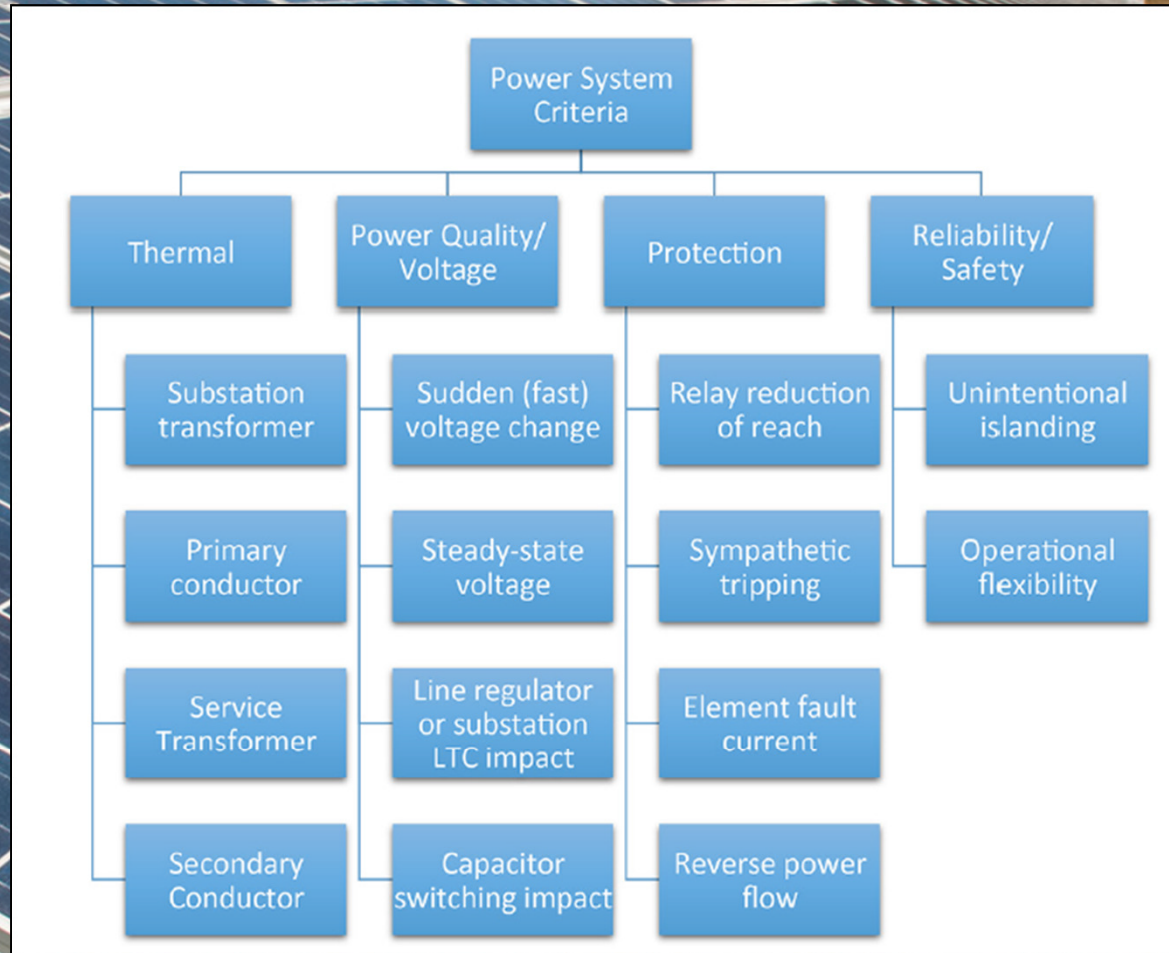 Power System
Criteria
Thermal
Substation
transformer
Primary
conductor
Service
Transformer
Secondary
Conductor
Power Quality/
Voltage
Sudden (fast)
voltage change
Steady-state
voltage
Line regulator
or substation
LTC impact
Capacitor
switching impact
Protection
Relay reduction
of reach
Sympathetic
tripping
Element fault
current
Reverse power
flow
Reliability/
Safety
Unintentional
islanding
Operational
flexibility